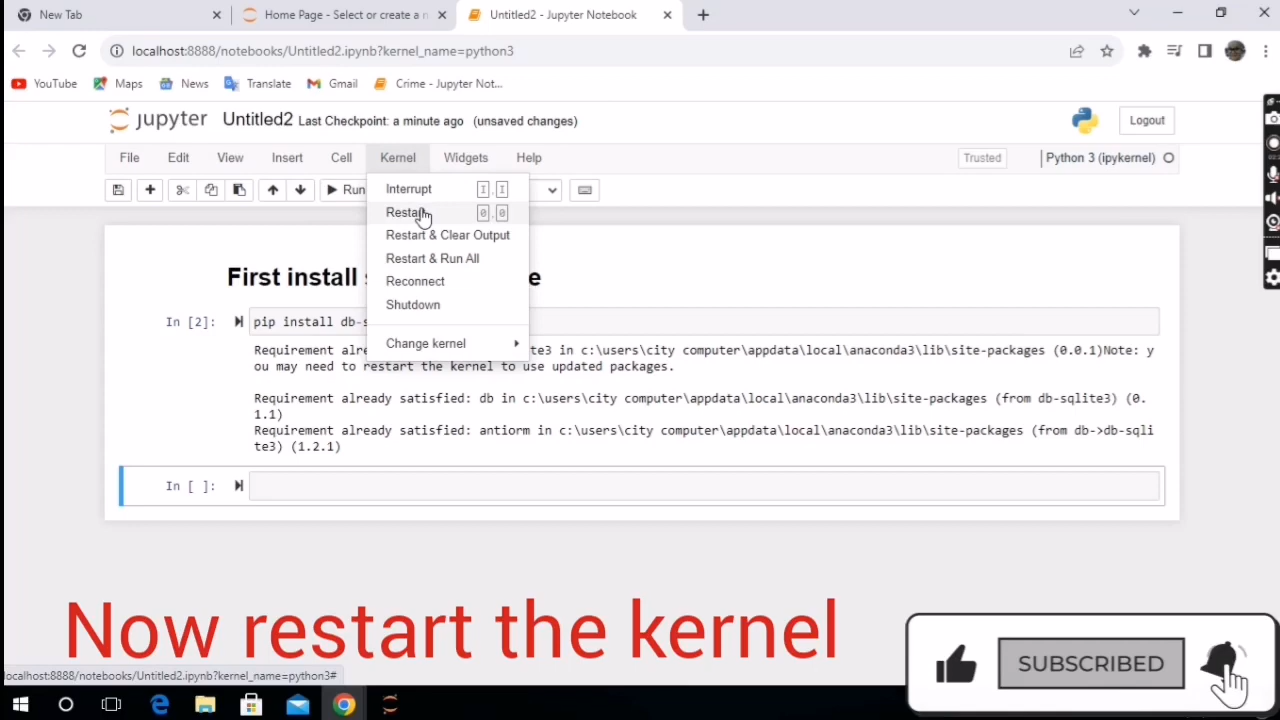 New Tab
Home Page - Select or create a n
Untitled2 - Jupyter Notebook
localhost:8888/notebooks/Untitled2.ipynb?kernel_name=python3
YouTube
Maps
News
Translate
Gmail
Crime - Jupyter Not...
jupyter Untitled2 Last Checkpoint: a minute ago (unsaved changes)
Logout
File Edit View Insert Cell Kernel Widgets Help
Trusted
Python 3 (ipykernel)
Run
Interrupt I,I
Restart 0,0
Restart & Clear Output
Restart & Run All
Reconnect
Shutdown
Change kernel
First install s
e
In [2]:
pip install db-s
Requirement alre
te3 in c:\users\city computer\appdata\local\anaconda3\lib\site-packages (0.0.1)Note: y
ou may need to restart the kernel to use updated packages.
Requirement already satisfied: db in c:\users\city computer\appdata\local\anaconda3\lib\site-packages (from db-sqlite3) (0.
1.1)
Requirement already satisfied: antiorm in c:\users\city computer\appdata\local\anaconda3\lib\site-packages (from db->db-sqli
te3) (1.2.1)
In [ ]:
Now restart the kernel
SUBSCRIBED
localhost:8888/notebooks/Untitled2.ipynb?kernel_name=python3#